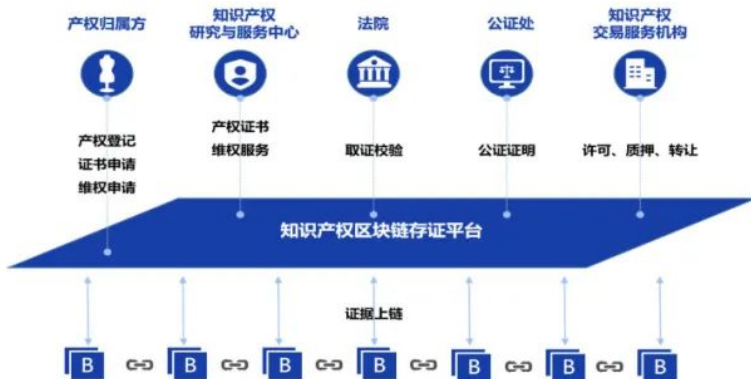 产权归属方
知识产权
研究与服务中心
法院
公证处
知识产权
交易服务机构
产权登记
证书申请
维权申请
产权证书
维权服务
取证校验
公证证明
许可、质押、转让
知识产权区块链存证平台
证据上链
B
B
B
B
B
B
B